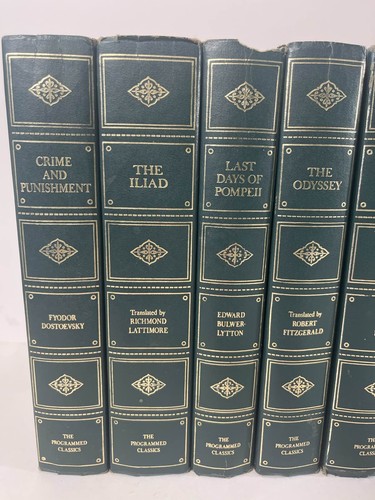 CRIME
AND
PUNISHMENT
FYODOR
DOSTOEVSKY
THE
PROGRAMMED
CLASSICS
THE
ILIAD
Translated by
RICHMOND
LATTIMORE
THE
PROGRAMMED
CLASSICS
LAST
DAYS OF
POMPEII
EDWARD
BULWER-
LYTTON
THE
PROGRAMMED
CLASSICS
THE
ODYSSEY
Translated by
ROBERT
FITZGERALD
THE
PROGRAMMED
CLASSICS